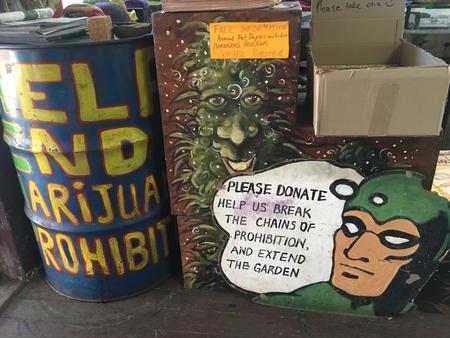 HELP
END
MARIJUA
PROHIBIT
FREE INFORMATION
Please take one
PLEASE DONATE
HELP US BREAK
THE CHAINS OF
PROHIBITION,
AND EXTEND
THE GARDEN